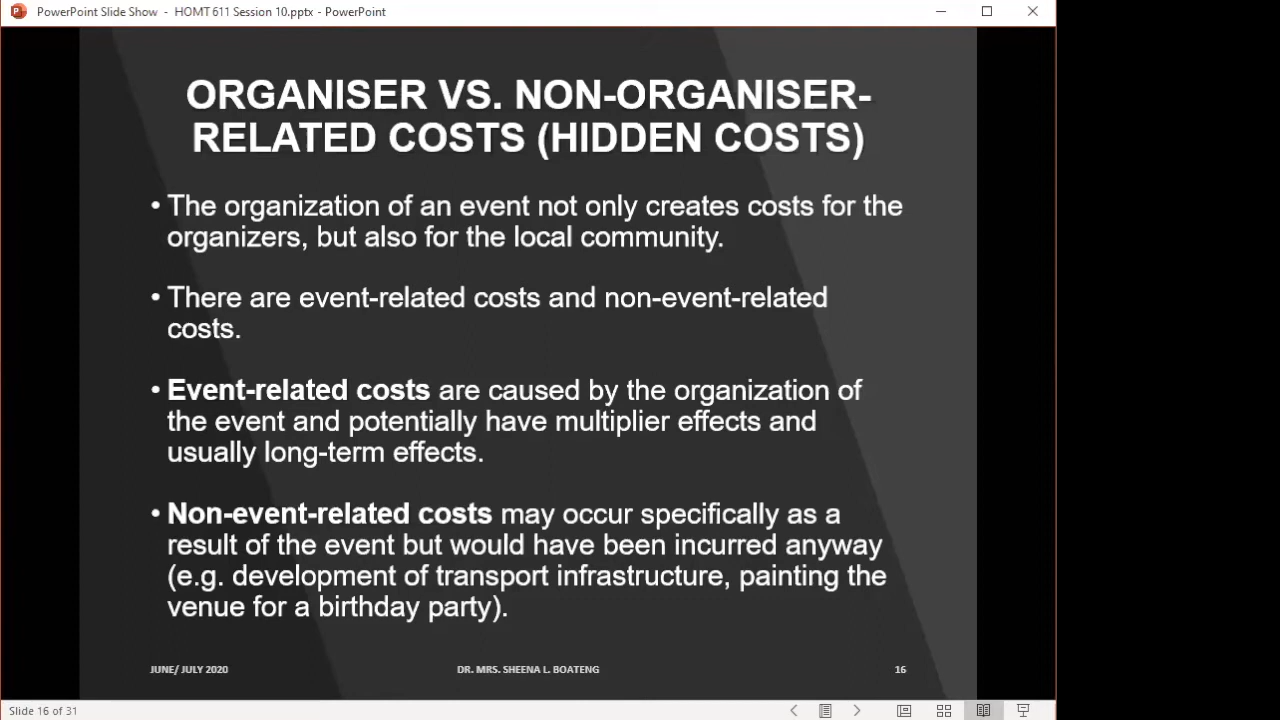 PowerPoint Slide Show - HOMT 611 Session 10.pptx - PowerPoint
ORGANISER VS. NON-ORGANISER-
RELATED COSTS (HIDDEN COSTS)
• The organization of an event not only creates costs for the
organizers, but also for the local community.
• There are event-related costs and non-event-related
costs.
• Event-related costs are caused by the organization of
the event and potentially have multiplier effects and
usually long-term effects.
• Non-event-related costs may occur specifically as a
result of the event but would have been incurred anyway
(e.g. development of transport infrastructure, painting the
venue for a birthday party).
JUNE/ JULY 2020 DR. MRS. SHEENA L. BOATENG 16
Slide 16 of 31